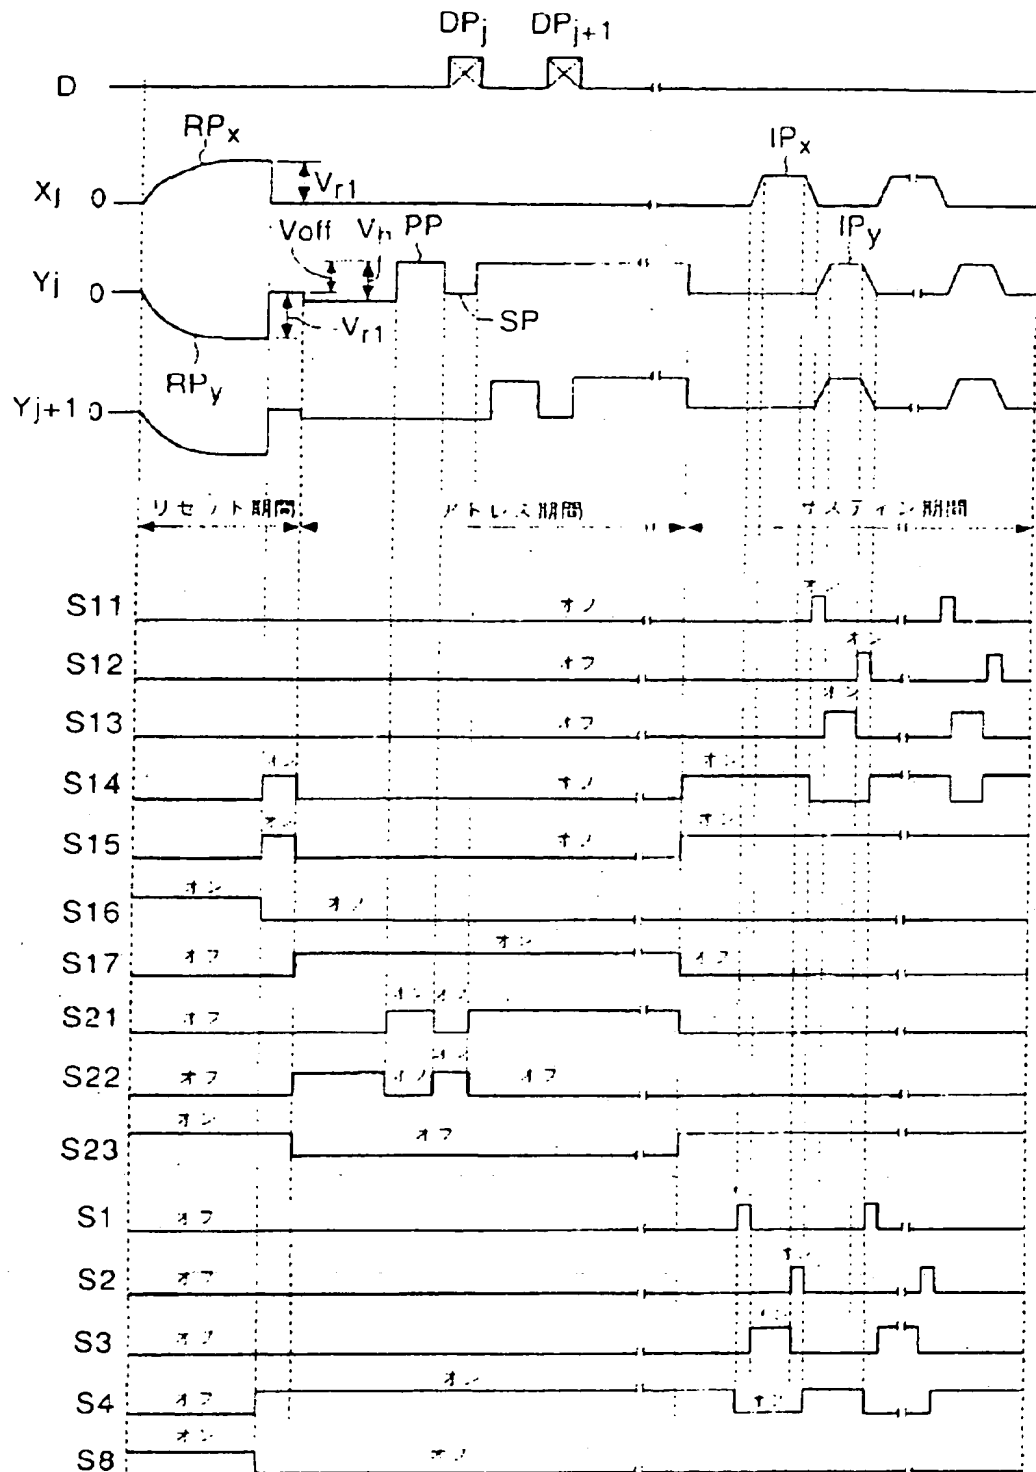 DPj DPj+1
D
RPx
Vr1
IPx
Xj 0
Voff Vh PP
IPy
Yj 0
SP
-Vr1
RPy
Yj+1 0
リセット期間 アドレス期間 サスティン期間
オン
S11 オフ
オン
S12 オフ
オン
S13 オフ
オン オン
S14 オフ
オン オン
S15 オフ
オン
S16 オフ
オン
S17 オフ オフ
オン オフ
S21 オフ
オン
S22 オフ オフ オフ
オン
S23 オフ
S1 オフ
オン
S2 オフ
オン
S3 オフ
オン
S4 オフ
オン
S8 オフ